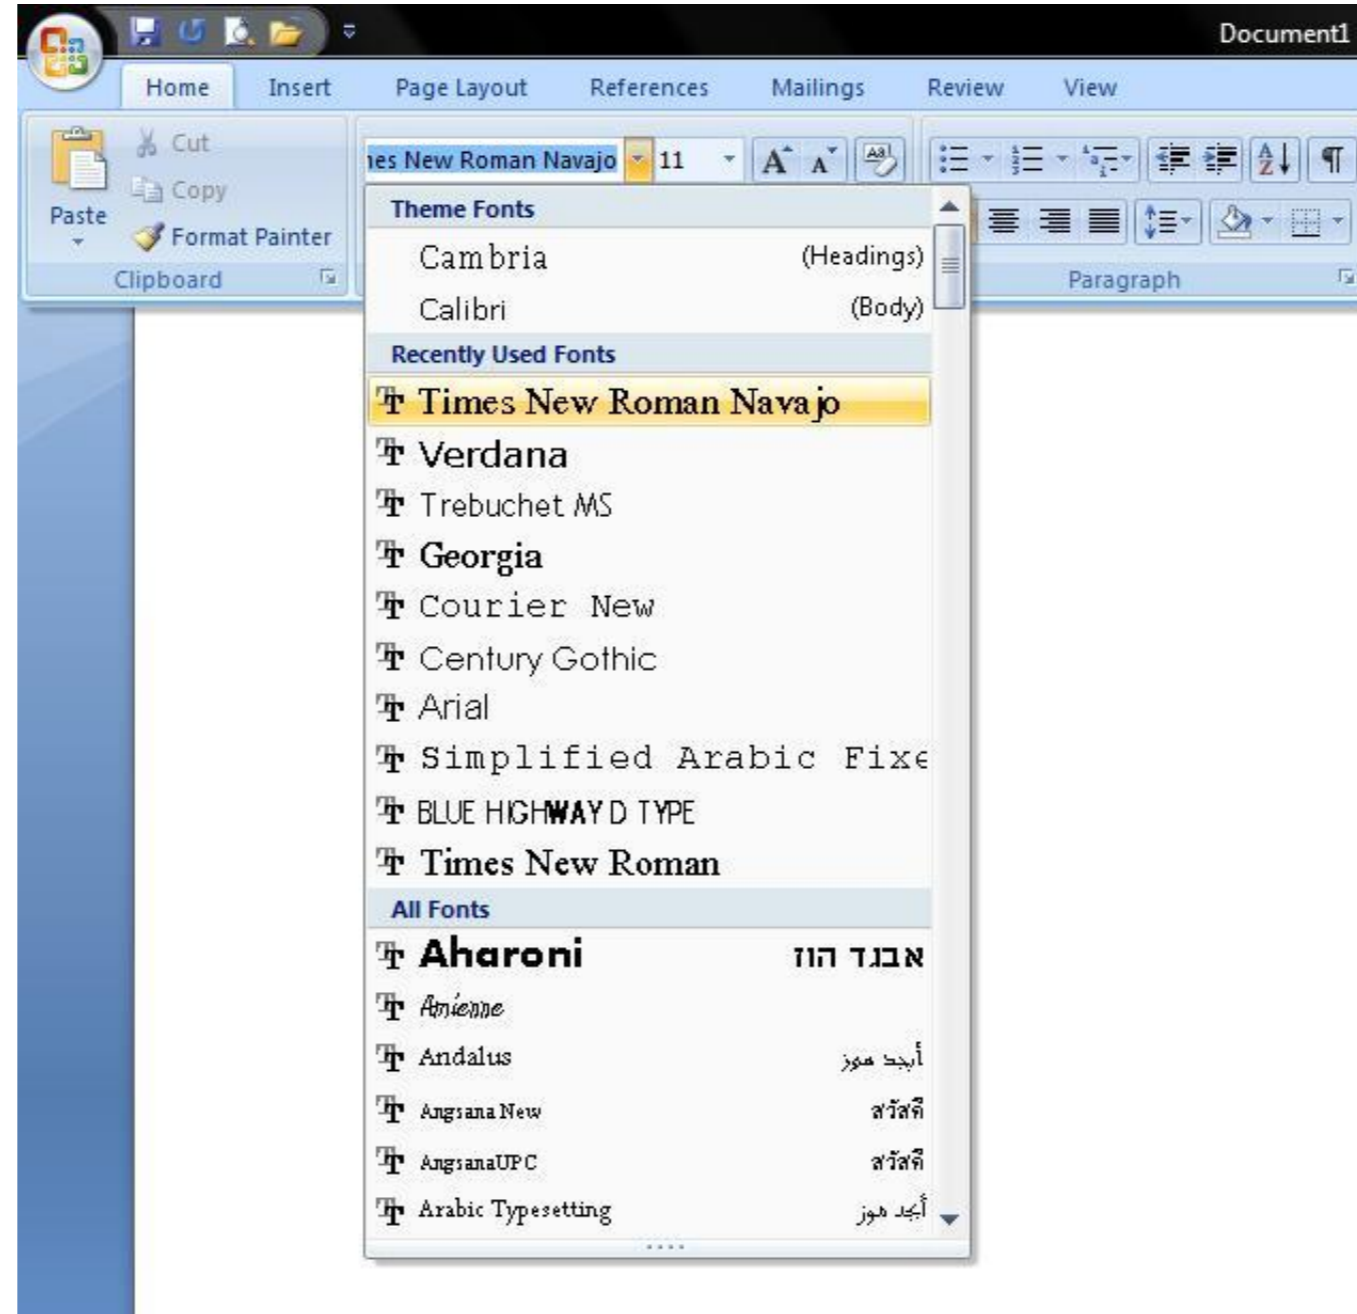 Document1
Home Insert Page Layout References Mailings Review View
Cut
Copy
Paste
Format Painter
Clipboard
nes New Roman Navajo 11
Paragraph
Theme Fonts
Cambria (Headings)
Calibri (Body)
Recently Used Fonts
Times New Roman Navajo
Verdana
Trebuchet MS
Georgia
Courier New
Century Gothic
Arial
Simplified Arabic Fixe
BLUE HIGHWAY D TYPE
Times New Roman
All Fonts
Aharoni אבגד הוז
Amienne
Andalus أبجد هوز
Angsana New สวัสดี
AngsanaUPC สวัสดี
Arabic Typesetting أبجد هوز